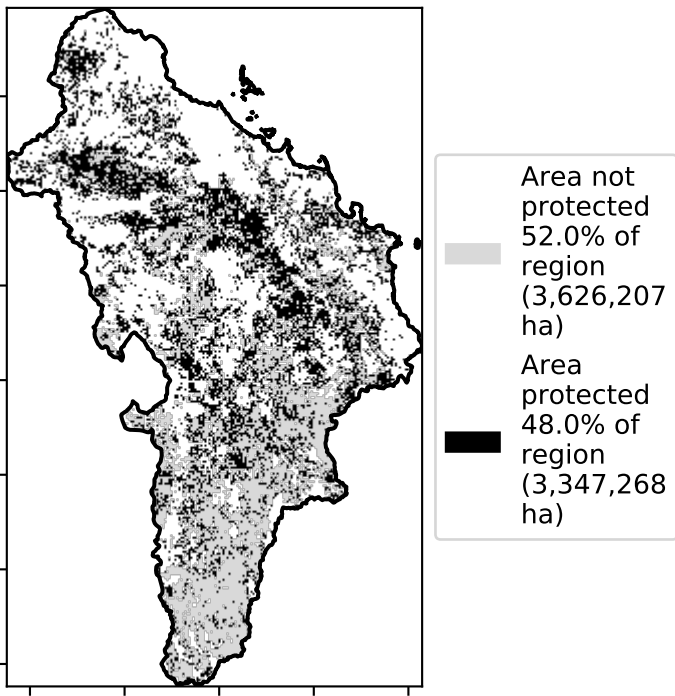 Area not
protected
52.0% of
region
(3,626,207
ha)
Area
protected
48.0% of
region
(3,347,268
ha)